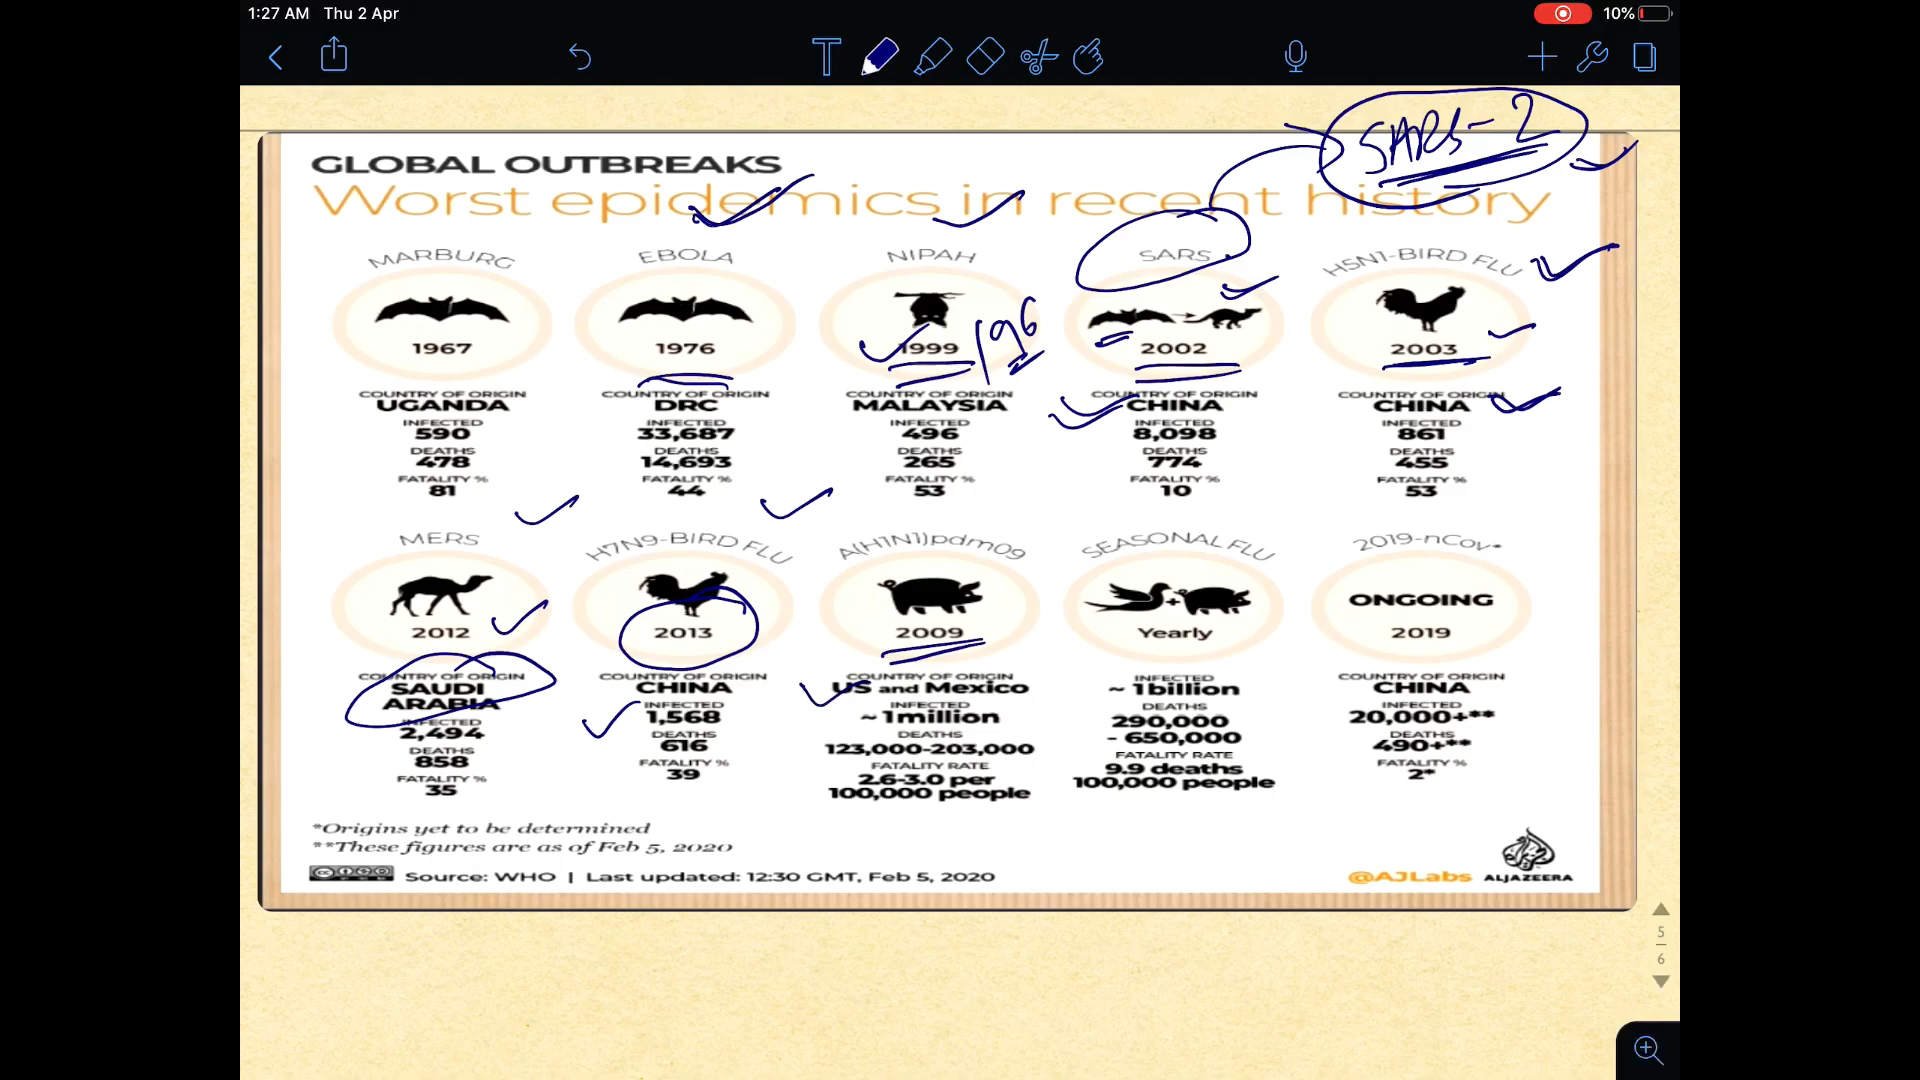 1:27 AM Thu 2 Apr
10%
SARS-2
GLOBAL OUTBREAKS
Worst epidemics in recent history
MARBURG
1967
COUNTRY OF ORIGIN
UGANDA
INFECTED
590
DEATHS
478
FATALITY %
81
EBOLA
1976
COUNTRY OF ORIGIN
DRC
INFECTED
33,687
DEATHS
14,693
FATALITY %
44
NIPAH
1999
COUNTRY OF ORIGIN
MALAYSIA
INFECTED
496
DEATHS
265
FATALITY %
53
SARS
2002
COUNTRY OF ORIGIN
CHINA
INFECTED
8,098
DEATHS
774
FATALITY %
10
H5N1-BIRD FLU
2003
COUNTRY OF ORIGIN
CHINA
INFECTED
861
DEATHS
455
FATALITY %
53
MERS
2012
COUNTRY OF ORIGIN
SAUDI
ARABIA
INFECTED
2,494
DEATHS
858
FATALITY %
35
H7N9-BIRD FLU
2013
COUNTRY OF ORIGIN
CHINA
INFECTED
1,568
DEATHS
616
FATALITY %
39
A(H1N1)pdm09
2009
COUNTRY OF ORIGIN
US and Mexico
INFECTED
~ 1million
DEATHS
123,000-203,000
FATALITY RATE
2.6-3.0 per
100,000 people
SEASONAL FLU
Yearly
INFECTED
~ 1billion
DEATHS
290,000
- 650,000
FATALITY RATE
9.9 deaths
100,000 people
2019-nCov*
ONGOING
2019
COUNTRY OF ORIGIN
CHINA
INFECTED
20,000+**
DEATHS
490+**
FATALITY %
2*
*Origins yet to be determined
**These figures are as of Feb 5, 2020
Source: WHO | Last updated: 12:30 GMT, Feb 5, 2020
@AJLabs
ALJAZEERA
5
6